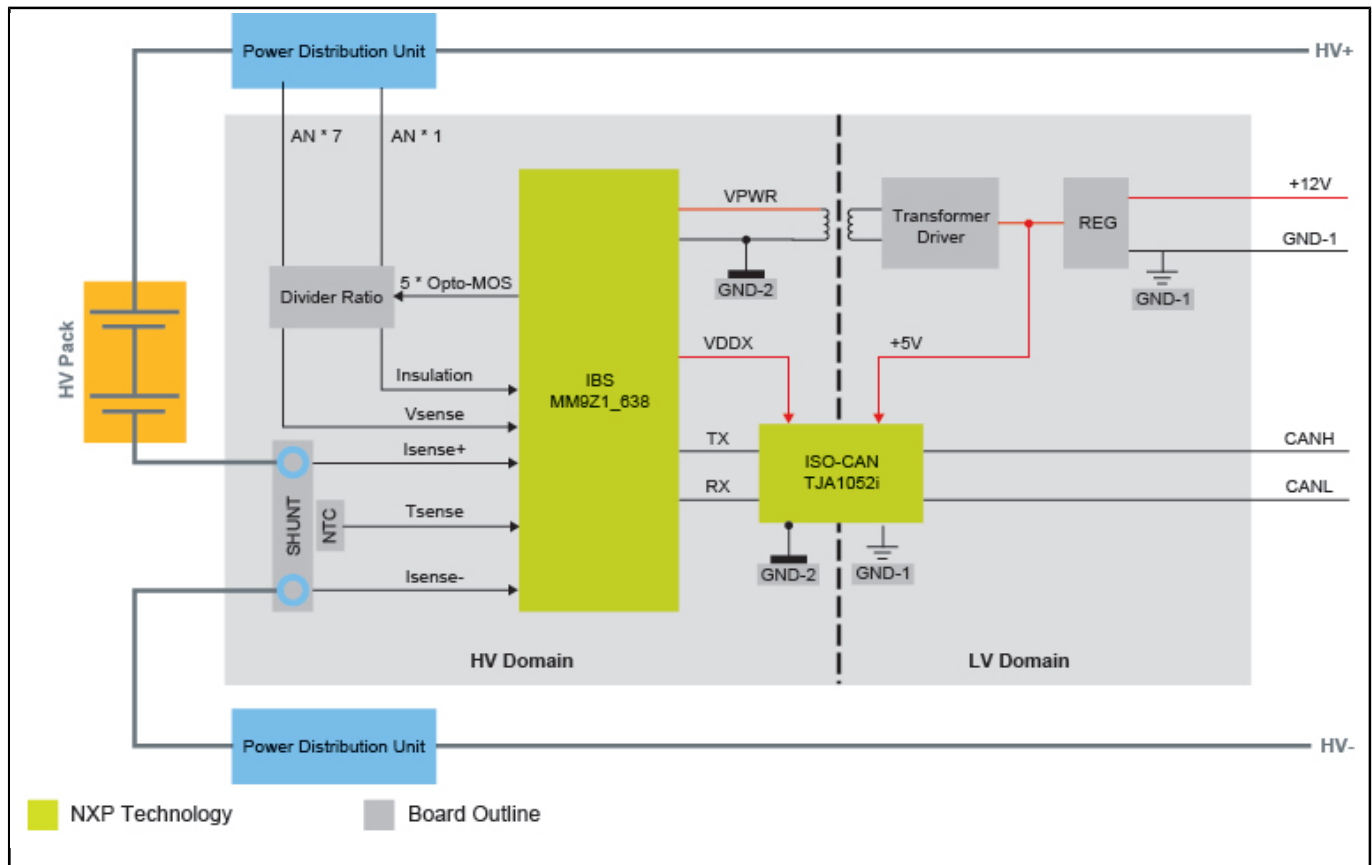 Power Distribution Unit
HV+
AN * 7
AN * 1
VPWR
Transformer
Driver
REG
+12V
GND-1
GND-1
GND-2
Divider Ratio
5 * Opto-MOS
HV Pack
VDDX
+5V
Insulation
IBS
MM9Z1_638
Vsense
Isense+
TX
ISO-CAN
TJA1052i
CANH
RX
CANL
SHUNT
NTC
Tsense
GND-2
GND-1
Isense-
HV Domain
LV Domain
Power Distribution Unit
HV-
NXP Technology
Board Outline